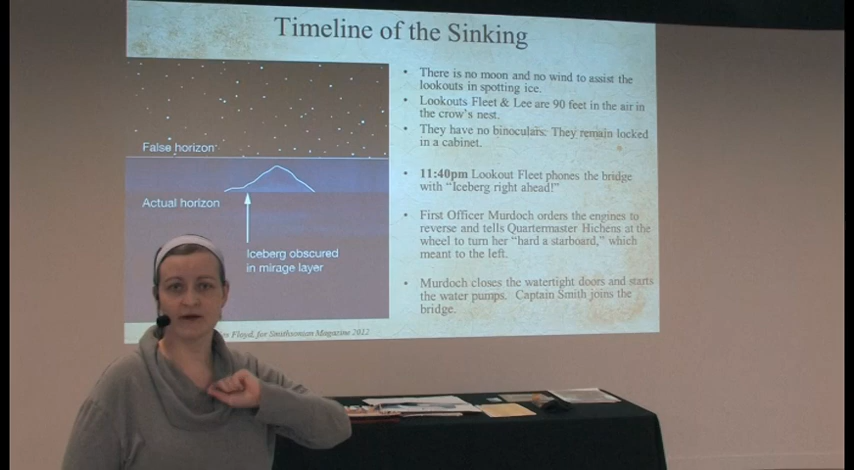 Timeline of the Sinking
False horizon
Actual horizon
Iceberg obscured
in mirage layer
Floyd, for Smithsonian Magazine 2012
• There is no moon and no wind to assist the
lookouts in spotting ice.
• Lookouts Fleet & Lee are 90 feet in the air in
the crow's nest.
• They have no binoculars. They remain locked
in a cabinet.
• 11:40pm Lookout Fleet phones the bridge
with "Iceberg right ahead!"
• First Officer Murdoch orders the engines to
reverse and tells Quartermaster Hichens at the
wheel to turn her "hard a starboard," which
meant to the left.
• Murdoch closes the watertight doors and starts
the water pumps. Captain Smith joins the
bridge.